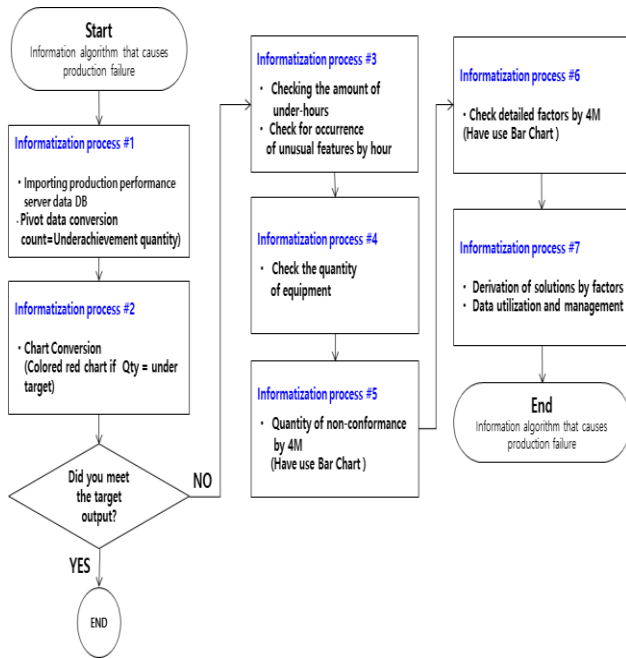 Start
Information algorithm that causes
production failure
Informatization process #1
· Importing production performance
server data DB
· Pivot data conversion
count=Underachievement quantity)
Informatization process #2
· Chart Conversion
(Colored red chart if Qty = under
target)
Did you meet
the target
output?
NO
YES
END
Informatization process #3
· Checking the amount of
under-hours
· Check for occurrence
of unusual features by hour
Informatization process #4
· Check the quantity
of equipment
Informatization process #5
· Quantity of non-conformance
by 4M
(Have use Bar Chart )
Informatization process #6
· Check detailed factors by 4M
(Have use Bar Chart )
Informatization process #7
· Derivation of solutions by factors
· Data utilization and management
End
Information algorithm that causes
production failure